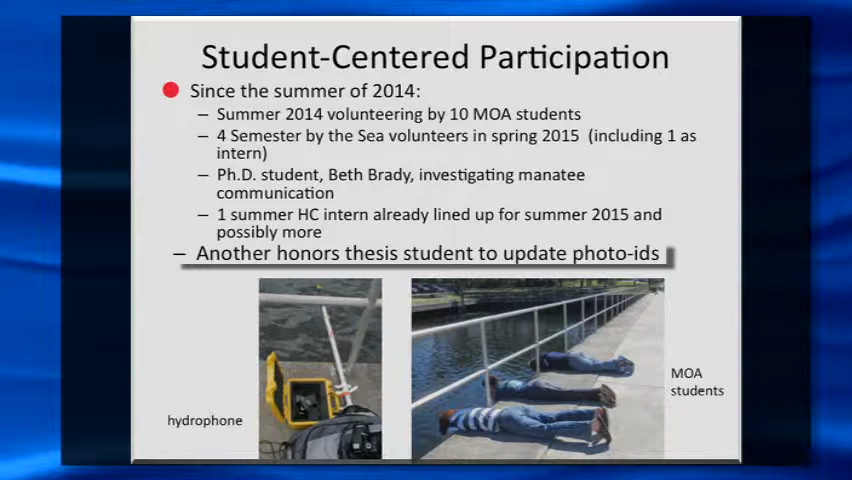 Student-Centered Participation
Since the summer of 2014:
– Summer 2014 volunteering by 10 MOA students
– 4 Semester by the Sea volunteers in spring 2015 (including 1 as
intern)
– Ph.D. student, Beth Brady, investigating manatee
communication
– 1 summer HC intern already lined up for summer 2015 and
possibly more
– Another honors thesis student to update photo-ids
hydrophone
MOA
students